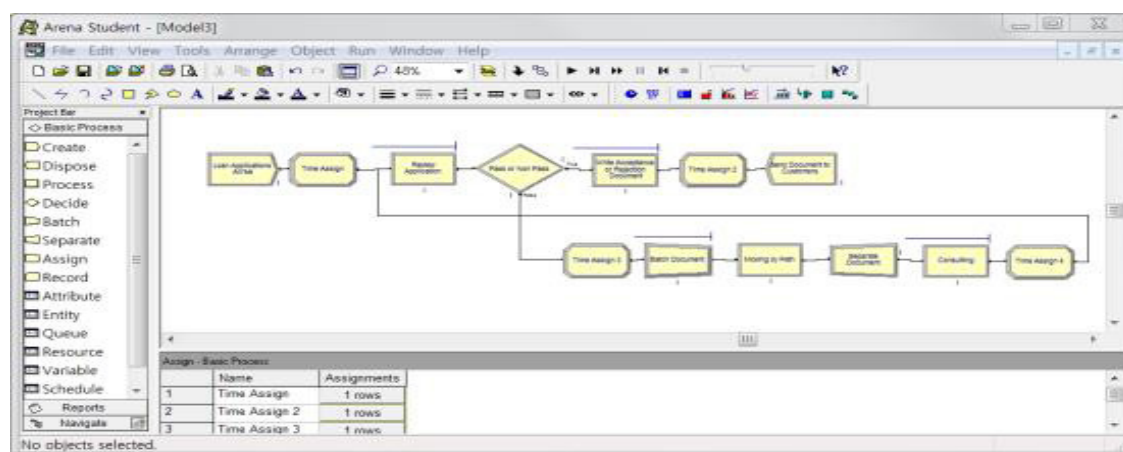 Arena Student - [Model3]
File Edit View Tools Arrange Object Run Window Help
48%
Project Bar
Basic Process
Create
Dispose
Process
Decide
Batch
Separate
Assign
Record
Attribute
Entity
Queue
Resource
Variable
Schedule
Reports
Navigate
Loan Applications
Time Assign
Review
Application
Pass or Non Pass
True
Write Acceptance
or Rejection
Document
Time Assign 2
Send Document to
Customers
Time Assign 3
Batch Document
Moving by Path
Separate
Document
Consulting
Time Assign 4
Assign - Basic Process
Name Assignments
1 Time Assign 1 rows
2 Time Assign 2 1 rows
3 Time Assign 3 1 rows
No objects selected.